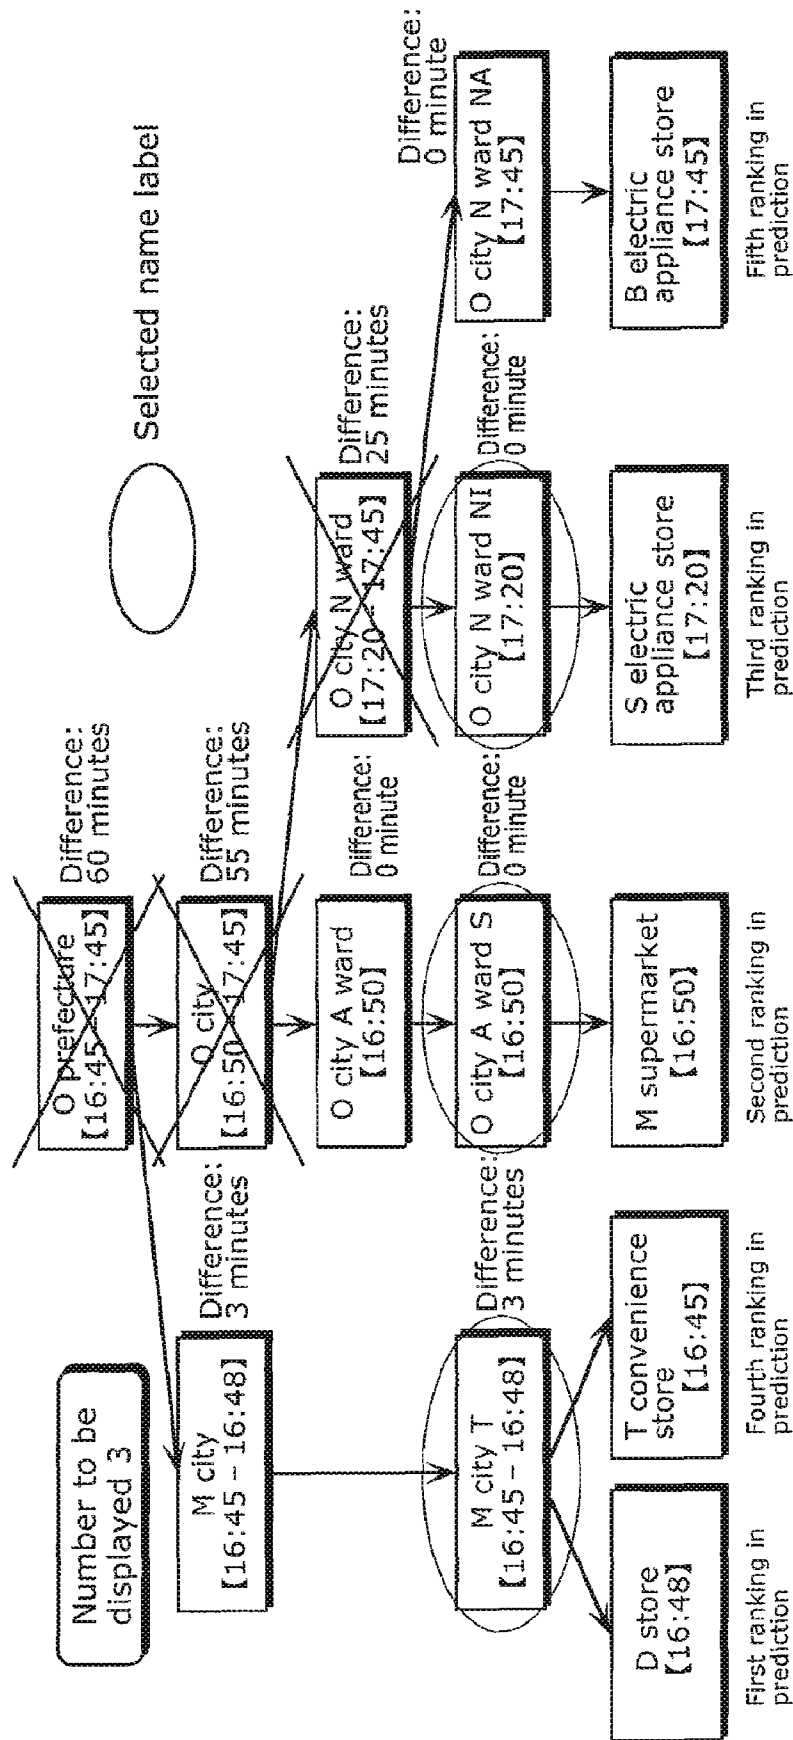 Number to be
displayed 3
Selected name label
O prefecture
【16:45 – 17:45】
Difference:
60 minutes
M city
【16:45 – 16:48】
Difference:
3 minutes
O city
【16:50 – 17:45】
Difference:
55 minutes
O city A ward
【16:50】
Difference:
0 minute
O city N ward
【17:20 – 17:45】
Difference:
25 minutes
M city T
【16:45 – 16:48】
Difference:
3 minutes
O city A ward S
【16:50】
Difference:
0 minute
O city N ward NI
【17:20】
Difference:
0 minute
O city N ward NA
【17:45】
Difference:
0 minute
D store
【16:48】
T convenience
store
【16:45】
M supermarket
【16:50】
S electric
appliance store
【17:20】
B electric
appliance store
【17:45】
First ranking in
prediction
Fourth ranking in
prediction
Second ranking in
prediction
Third ranking in
prediction
Fifth ranking in
prediction